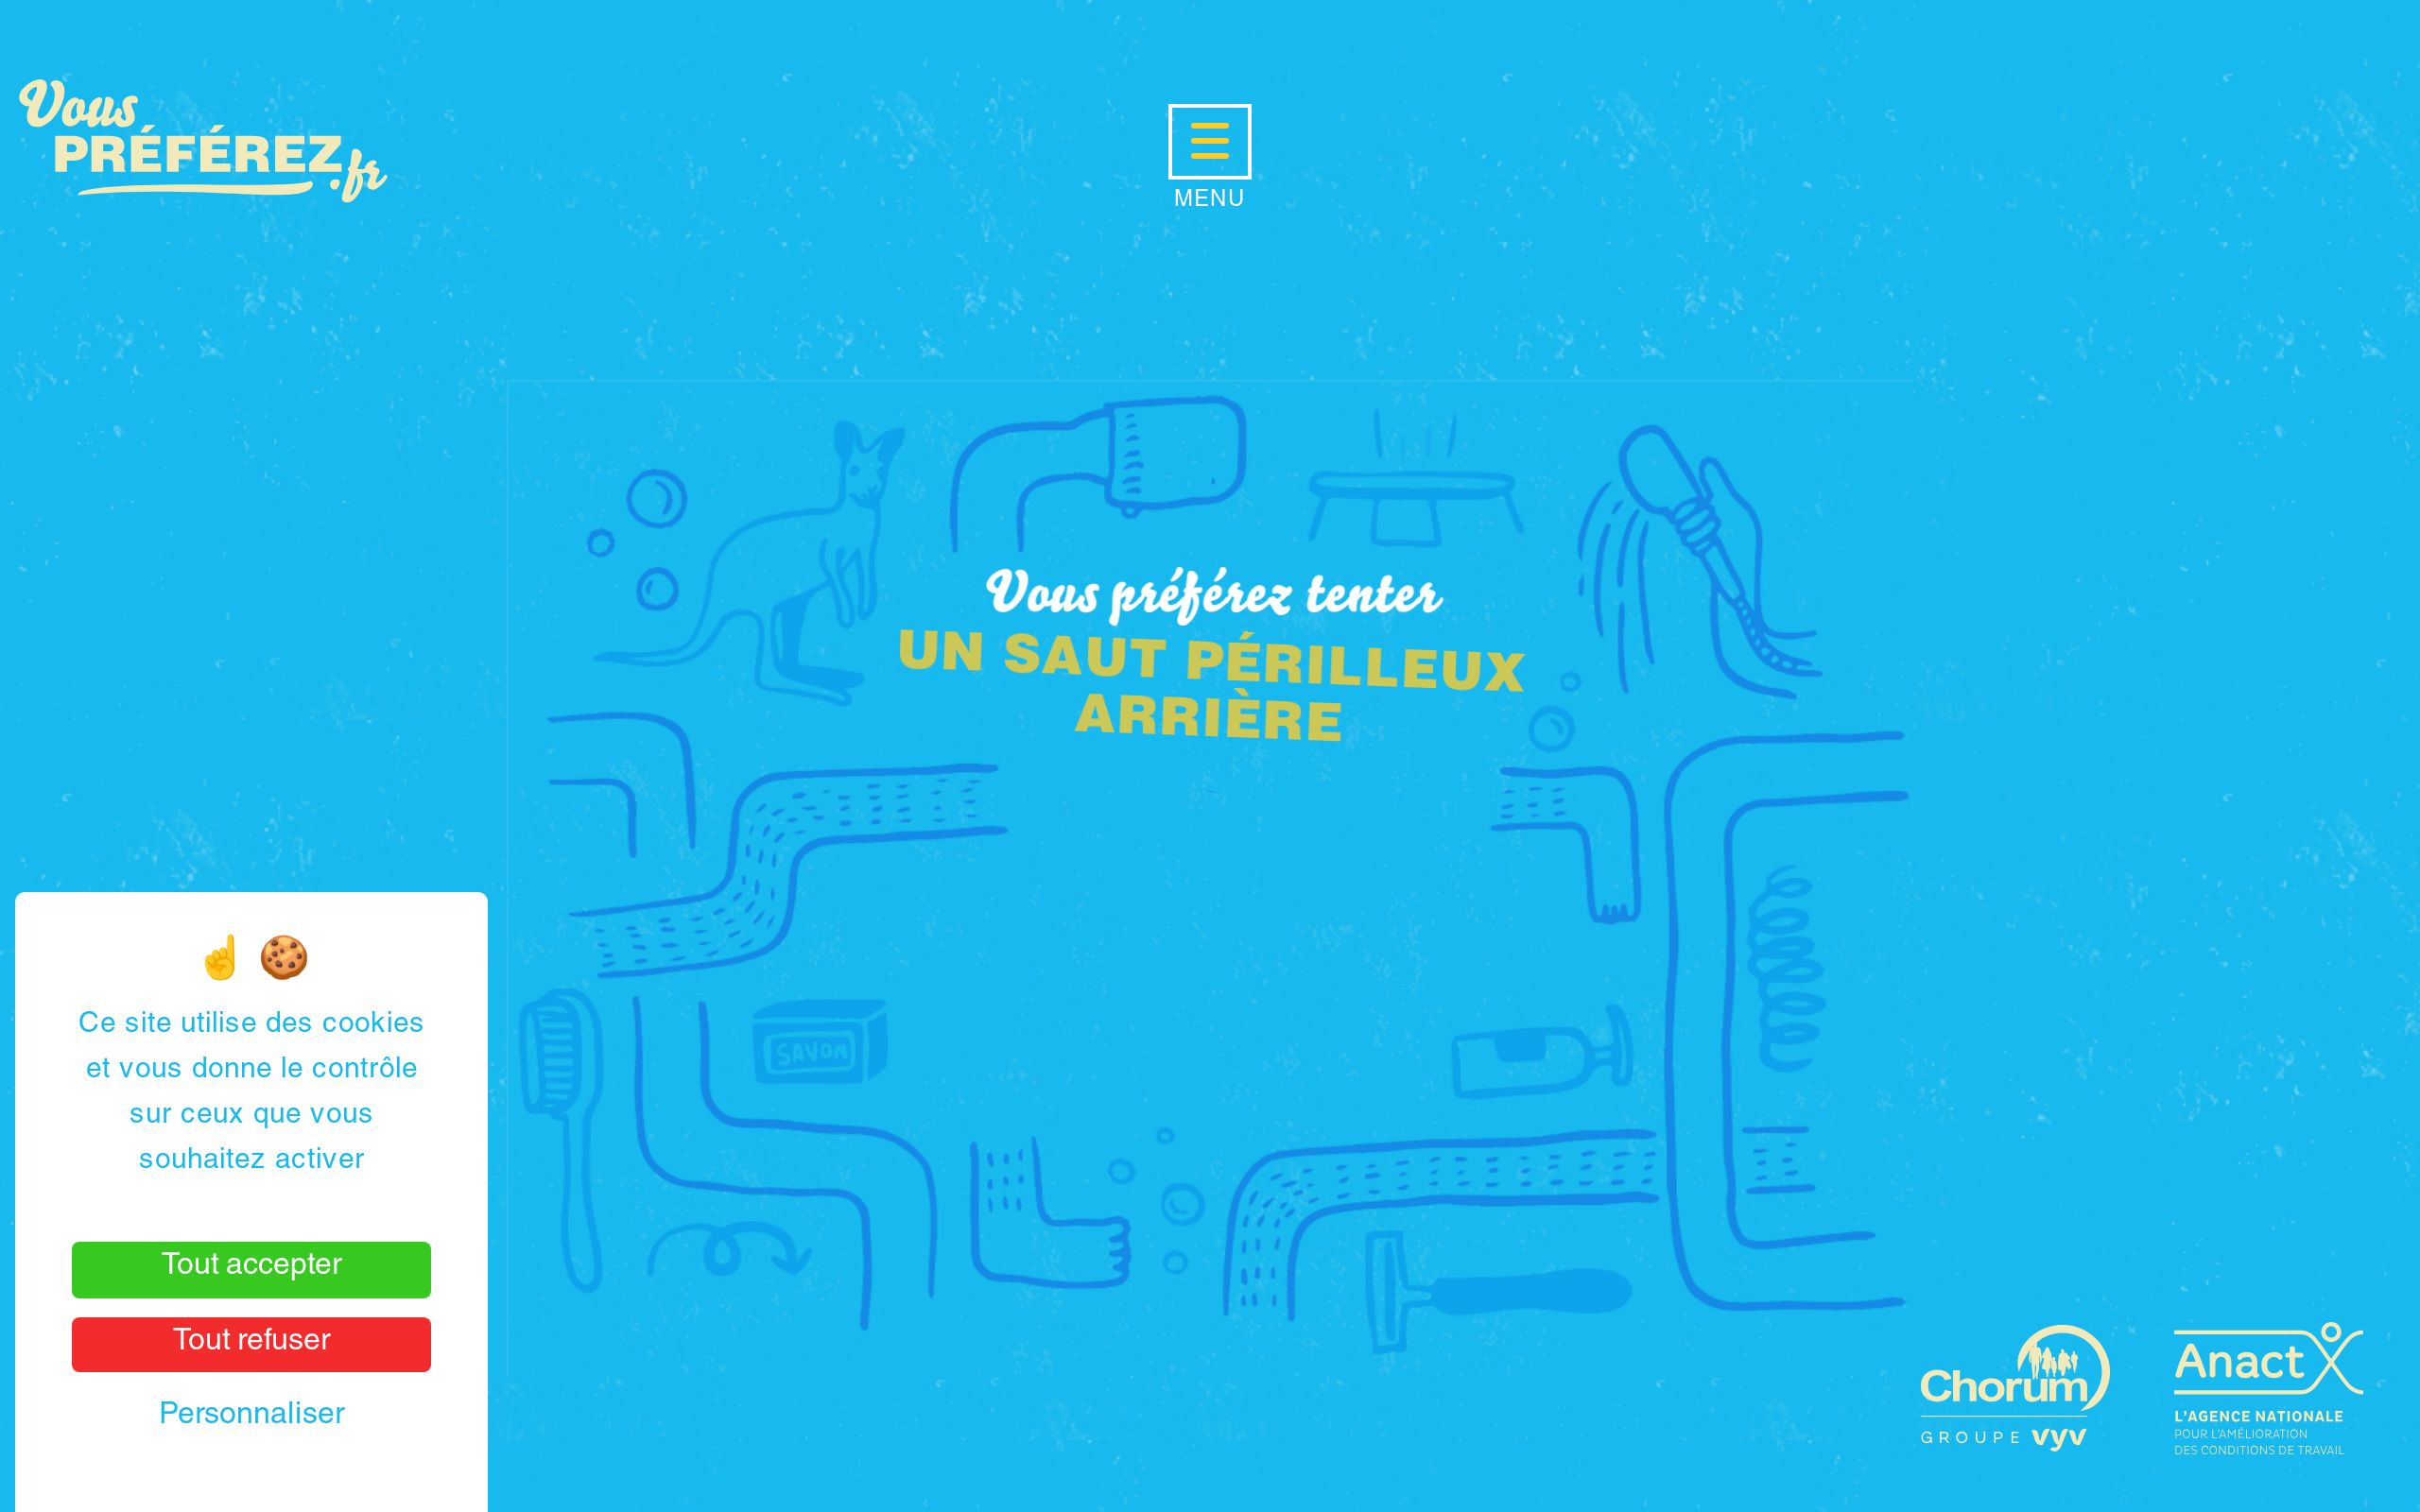 Vous
PRÉFÉREZ.fr
MENU
Vous préférez tenter
UN SAUT PÉRILLEUX
ARRIÈRE
SAVON
Ce site utilise des cookies
et vous donne le contrôle
sur ceux que vous
souhaitez activer
Tout accepter
Tout refuser
Personnaliser
Chorum
GROUPE vyv
Anact
L'AGENCE NATIONALE
POUR L'AMÉLIORATION
DES CONDITIONS DE TRAVAIL